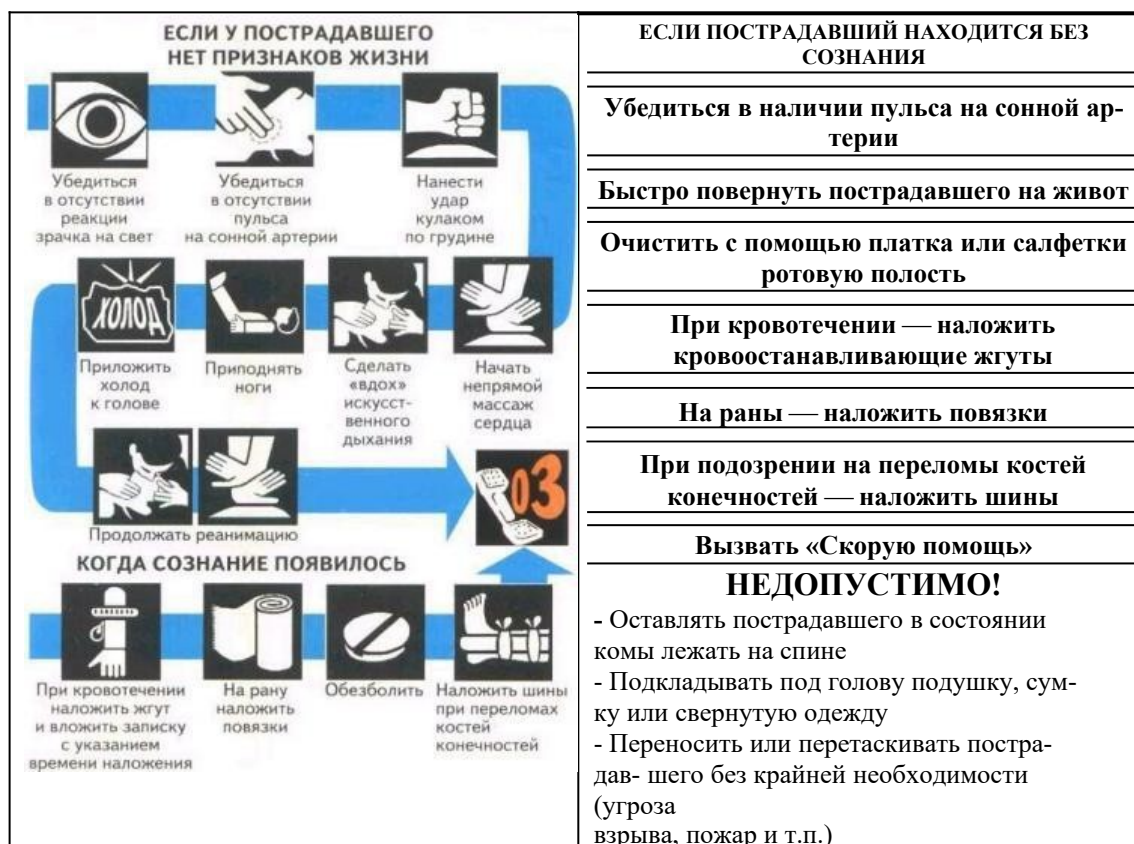 ЕСЛИ У ПОСТРАДАВШЕГО
НЕТ ПРИЗНАКОВ ЖИЗНИ
Убедиться
в отсутствии
реакции
зрачка на свет
Убедиться
в отсутствии
пульса
на сонной артерии
Нанести
удар
кулаком
по грудине
ХОЛОД
Приложить
холод
к голове
Приподнять
ноги
Сделать
«вдох»
искусст-
венного
дыхания
Начать
непрямой
массаж
сердца
Продолжать реанимацию
03
КОГДА СОЗНАНИЕ ПОЯВИЛОСЬ
При кровотечении
наложить жгут
и вложить записку
с указанием
времени наложения
На рану
наложить
повязки
Обезболить
Наложить шины
при переломах
костей
конечностей
ЕСЛИ ПОСТРАДАВШИЙ НАХОДИТСЯ БЕЗ
СОЗНАНИЯ
Убедиться в наличии пульса на сонной ар-
терии
Быстро повернуть пострадавшего на живот
Очистить с помощью платка или салфетки
ротовую полость
При кровотечении — наложить
кровоостанавливающие жгуты
На раны — наложить повязки
При подозрении на переломы костей
конечностей — наложить шины
Вызвать «Скорую помощь»
НЕДОПУСТИМО!
- Оставлять пострадавшего в состоянии
комы лежать на спине
- Подкладывать под голову подушку, сум-
ку или свернутую одежду
- Переносить или перетаскивать постра-
дав- шего без крайней необходимости
(угроза
взрыва, пожар и т.п.)